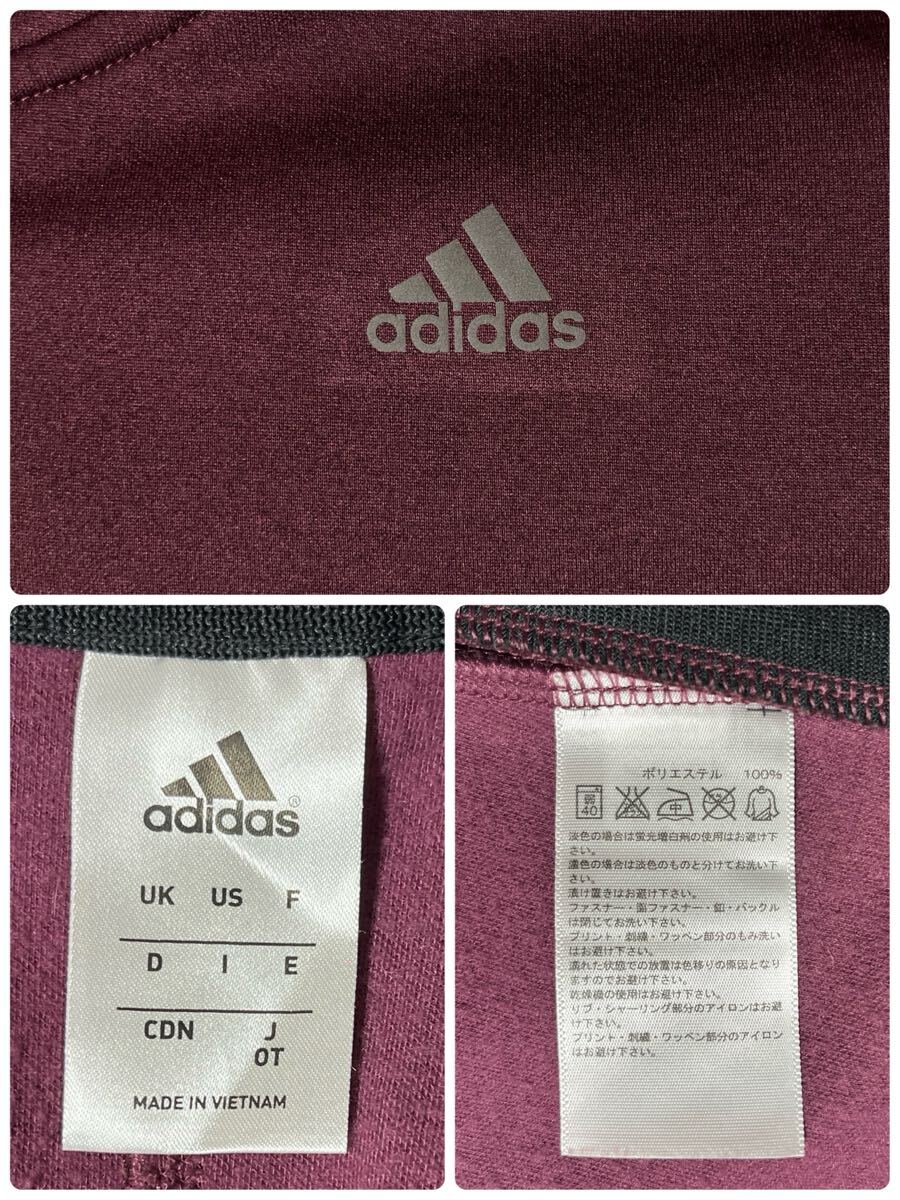 adidas
adidas®
UK US F
D I E
CDN J
OT
MADE IN VIETNAM
ポリエステル 100%
弱
40
中
淡色の場合は蛍光増白剤の使用はお避け下
さい。
濃色の場合は淡色のものと分けてお洗い下
さい。
漬け置きはお避け下さい。
ファスナー・面ファスナー・釦・バックル
は閉じてお洗い下さい。
プリント・刺繍・ワッペン部分のもみ洗い
はお避け下さい。
濡れた状態での放置は色移りの原因となり
ますのでお避け下さい。
乾燥機の使用はお避け下さい。
リブ・シャーリング部分のアイロンはお避
け下さい。
プリント・刺繍・ワッペン部分のアイロン
はお避け下さい。